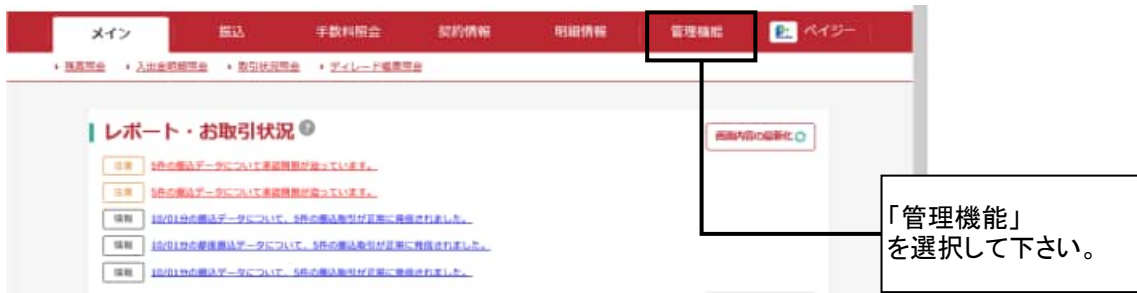 メイン 振込 手数料照会 契約情報 明細情報 管理機能 ペイジー
残高照会 入出金明細照会 取引状況照会 ディレード帳票照会
レポート・お取引状況
画面内容の最新化
注意 5件の振込データについて承認期限が迫っています。
注意 5件の振込データについて承認期限が迫っています。
情報 10/01分の振込データについて、5件の振込取引が正常に発信されました。
情報 10/01分の都度振込データについて、5件の振込取引が正常に発信されました。
情報 10/01分の振込データについて、5件の振込取引が正常に発信されました。
「管理機能」
を選択して下さい。